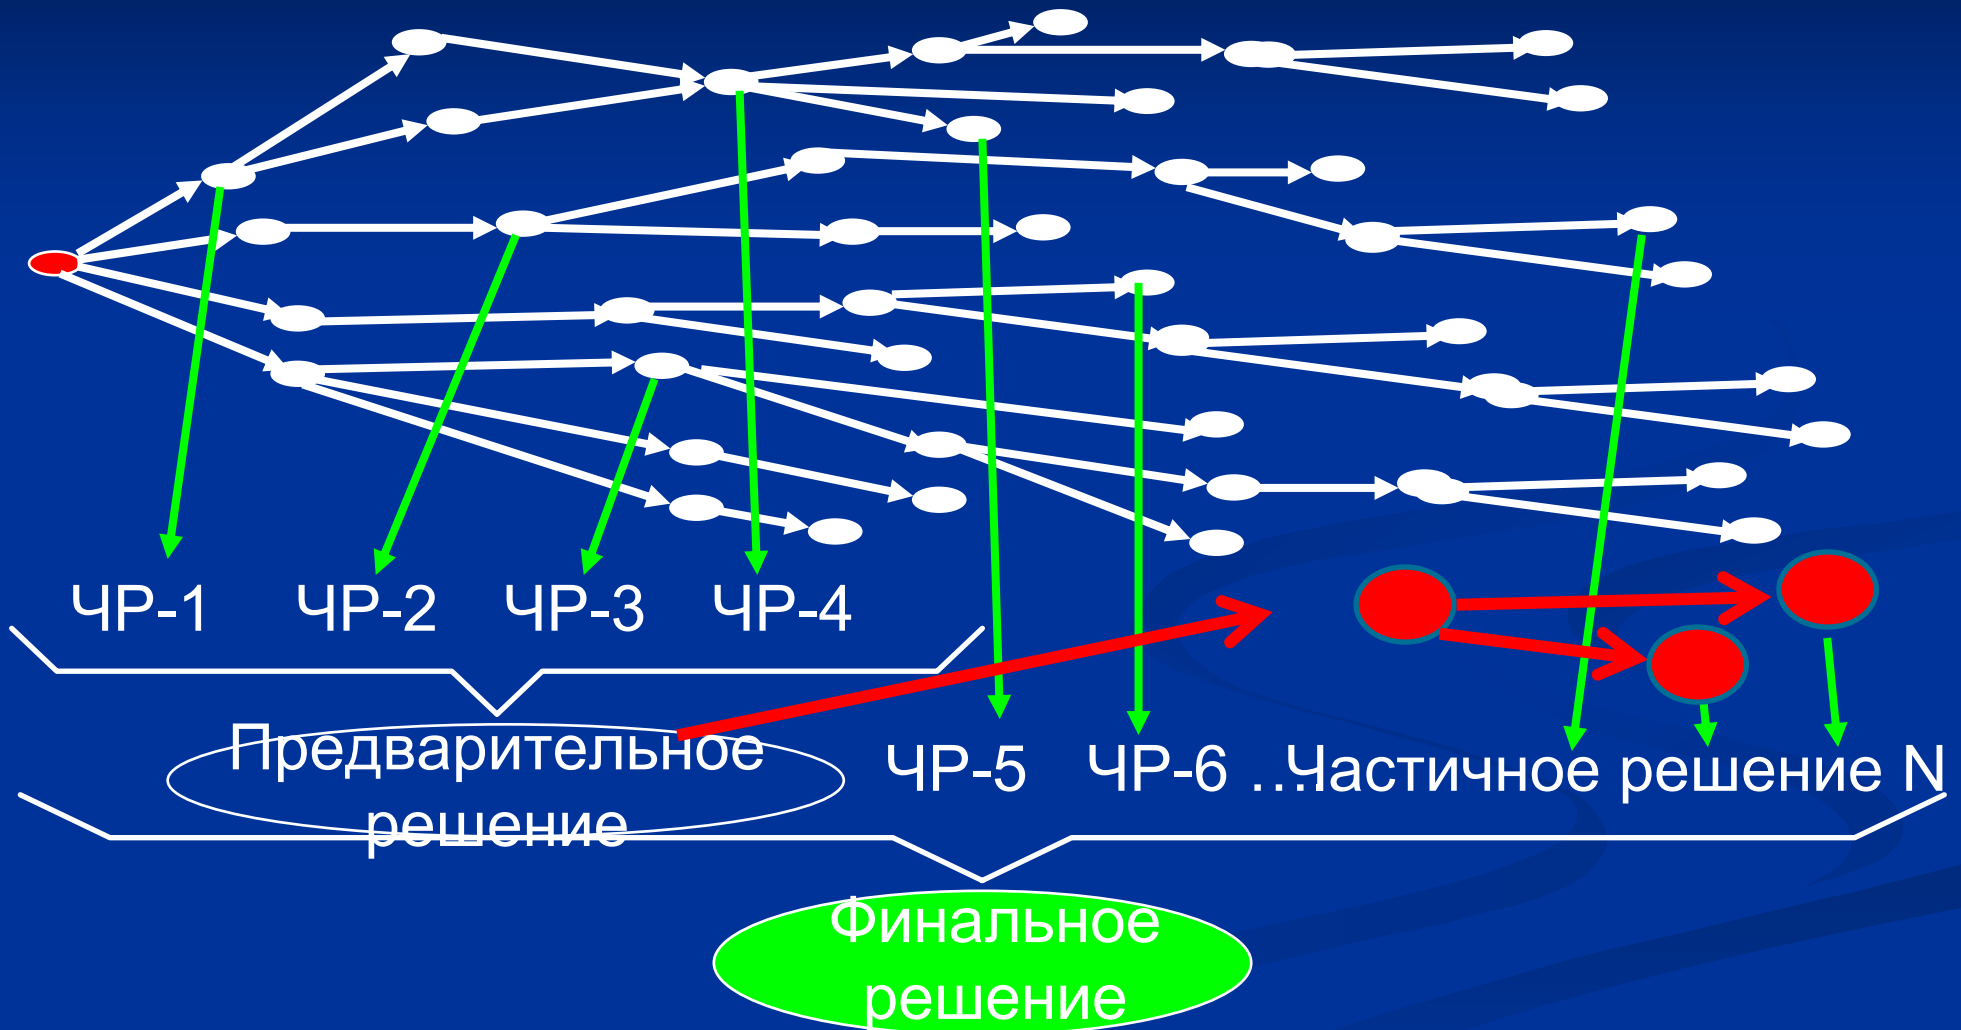 ЧР-1 ЧР-2 ЧР-3 ЧР-4
Предварительное
решение
ЧР-5 ЧР-6 …Частичное решение N
Финальное
решение